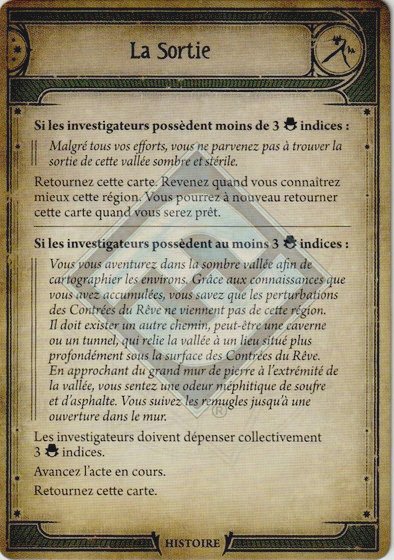 La Sortie
Si les investigateurs possèdent moins de 3 indices :
Malgré tous vos efforts, vous ne parvenez pas à trouver la
sortie de cette vallée sombre et stérile.
Retournez cette carte. Revenez quand vous connaitrez
mieux cette région. Vous pourrez à nouveau retourner
cette carte quand vous serez prêt.
Si les investigateurs possèdent au moins 3 indices :
Vous vous aventurez dans la sombre vallée afin de
cartographier les environs. Grâce aux connaissances que
vous avez accumulées, vous savez que les perturbations
des Contrées du Rêve ne viennent pas de cette région.
Il doit exister un autre chemin, peut-être une caverne
ou un tunnel, qui relie la vallée à un lieu situé plus
profondément sous la surface des Contrées du Rêve.
En approchant du grand mur de pierre à l'extrémité de
la vallée, vous sentez une odeur méphitique de soufre
et d'asphalte. Vous suivez les remugles jusqu'à une
ouverture dans le mur.
Les investigateurs doivent dépenser collectivement
3 indices.
Avancez l'acte en cours.
Retournez cette carte.
®
HISTOIRE